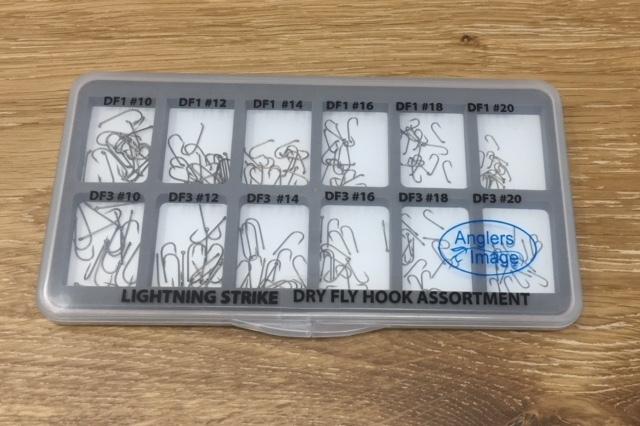 DF1 #10 DF1 #12 DF1 #14 DF1 #16 DF1 #18 DF1 #20
DF3 #10 DF3 #12 DF3 #14 DF3 #16 DF3 #18 DF3 #20
Anglers
Image
LIGHTNING STRIKE DRY FLY HOOK ASSORTMENT